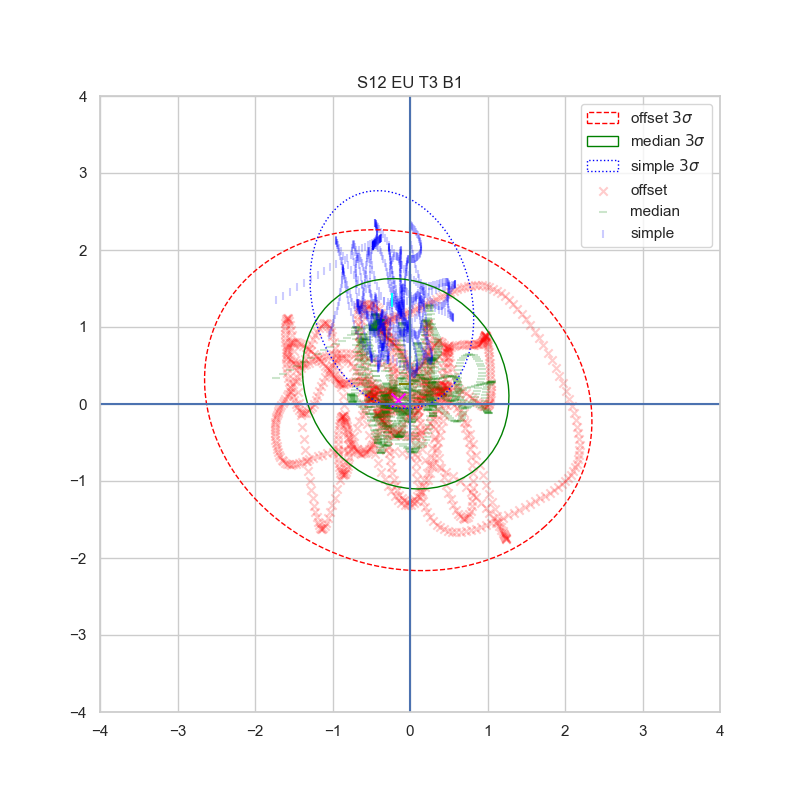 S12 EU T3 B1
offset 3σ
median 3σ
simple 3σ
offset
median
simple
4
3
2
1
0
−1
−2
−3
−4
−4 −3 −2 −1 0 1 2 3 4